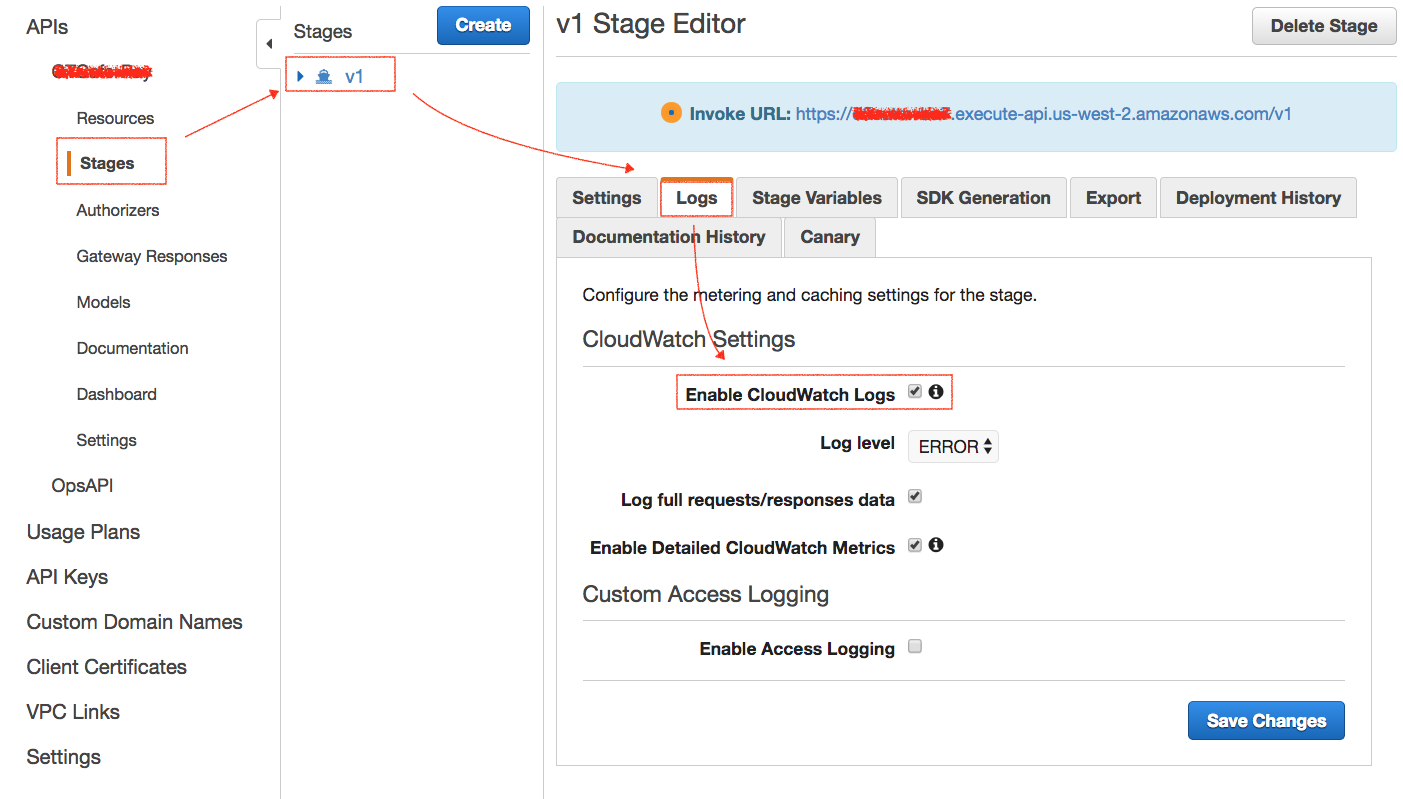 APIs
Resources
Stages
Authorizers
Gateway Responses
Models
Documentation
Dashboard
Settings
OpsAPI
Usage Plans
API Keys
Custom Domain Names
Client Certificates
VPC Links
Settings
Stages
Create
v1
v1 Stage Editor
Delete Stage
Invoke URL: https://
.execute-api.us-west-2.amazonaws.com/v1
Settings
Logs
Stage Variables
SDK Generation
Export
Deployment History
Documentation History
Canary
Configure the metering and caching settings for the stage.
CloudWatch Settings
Enable CloudWatch Logs
Log level
ERROR
Log full requests/responses data
Enable Detailed CloudWatch Metrics
Custom Access Logging
Enable Access Logging
Save Changes